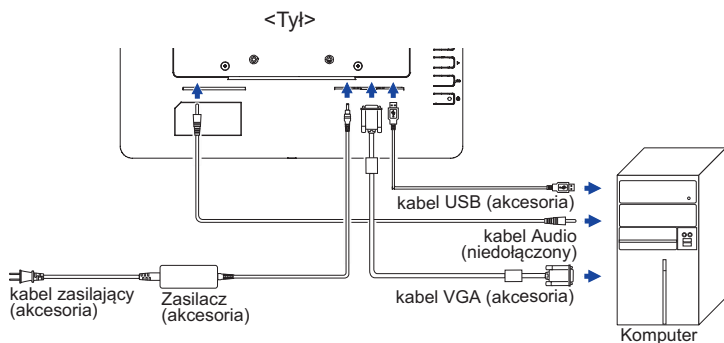 <Tył>
kabel USB (akcesoria)
kabel Audio
(niedołączony)
kabel zasilający
(akcesoria)
Zasilacz
(akcesoria)
kabel VGA (akcesoria)
Komputer